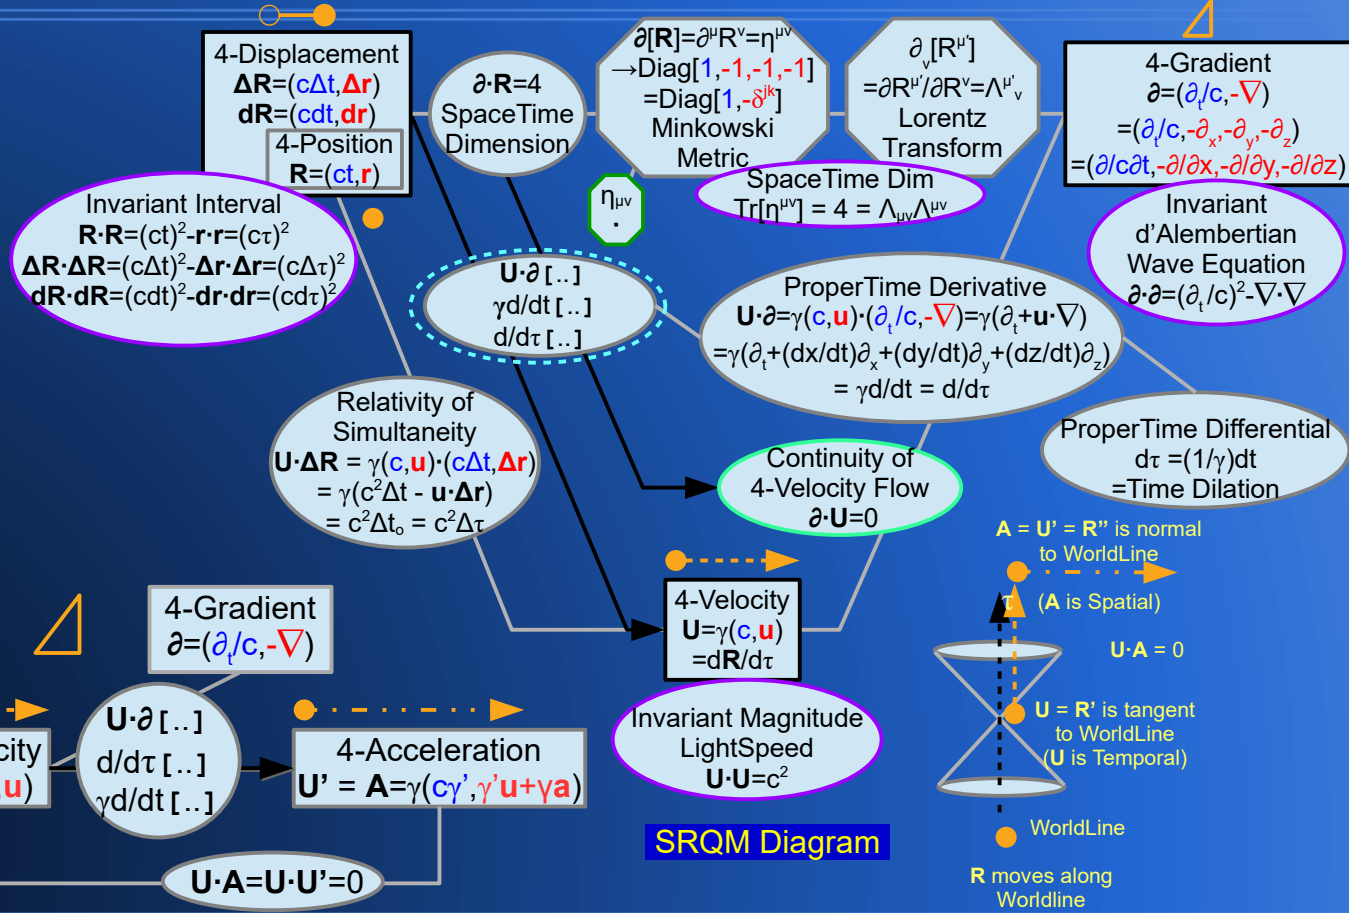 4-Displacement
ΔR=(cΔt,Δr)
dR=(cdt,dr)
4-Position
R=(ct,r)
∂·R=4
SpaceTime
Dimension
∂[R]=∂^μR^ν=η^μν
→Diag[1,-1,-1,-1]
=Diag[1,-δ^jk]
Minkowski
Metric
∂_ν[R^μ']
=∂R^μ'/∂R^ν=Λ^μ'_ν
Lorentz
Transform
4-Gradient
∂=(∂_t/c,-∇)
=(∂_t/c,-∂_x,-∂_y,-∂_z)
=(∂/c∂t,-∂/∂x,-∂/∂y,-∂/∂z)
Invariant Interval
R·R=(ct)²-r·r=(cτ)²
ΔR·ΔR=(cΔt)²-Δr·Δr=(cΔτ)²
dR·dR=(cdt)²-dr·dr=(cdτ)²
η_μν
·
SpaceTime Dim
Tr[η^μν] = 4 = Λ_μνΛ^μν
Invariant
d'Alembertian
Wave Equation
∂·∂=(∂_t/c)²-∇·∇
U·∂[..]
γd/dt [..]
d/dτ [..]
ProperTime Derivative
U·∂=γ(c,u)·(∂_t/c,-∇)=γ(∂_t+u·∇)
=γ(∂_t+(dx/dt)∂_x+(dy/dt)∂_y+(dz/dt)∂_z)
= γd/dt = d/dτ
Relativity of
Simultaneity
U·ΔR = γ(c,u)·(cΔt,Δr)
= γ(c²Δt - u·Δr)
= c²Δt_o = c²Δτ
Continuity of
4-Velocity Flow
∂·U=0
ProperTime Differential
dτ =(1/γ)dt
=Time Dilation
4-Velocity
U=γ(c,u)
=dR/dτ
Invariant Magnitude
LightSpeed
U·U=c²
A = U' = R'' is normal
to WorldLine
τ
(A is Spatial)
U·A = 0
U = R' is tangent
to WorldLine
(U is Temporal)
WorldLine
R moves along
Worldline
4-Gradient
∂=(∂_t/c,-∇)
city
,u)
U·∂[..]
d/dτ [..]
γd/dt [..]
4-Acceleration
U' = A=γ(cγ',γ'u+γa)
U·A=U·U'=0
SRQM Diagram